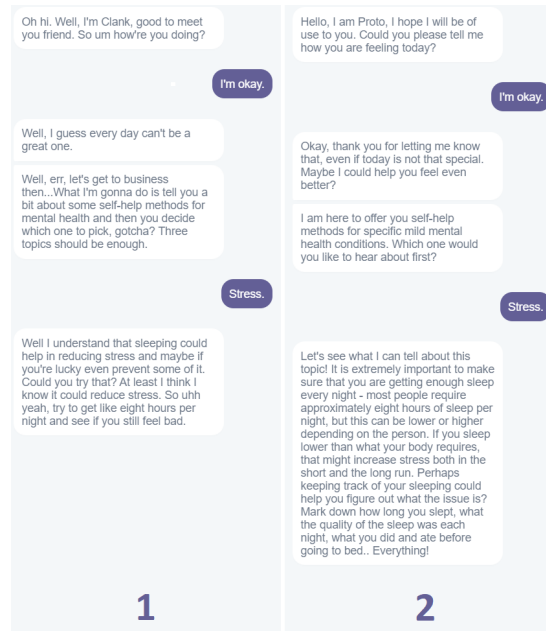 Oh hi. Well, I'm Clank, good to meet
you friend. So um how're you doing?
I'm okay.
Well, I guess every day can't be a
great one.
Well, err, let's get to business
then...What I'm gonna do is tell you a
bit about some self-help methods for
mental health and then you decide
which one to pick, gotcha? Three
topics should be enough.
Stress.
Well I understand that sleeping could
help in reducing stress and maybe if
you're lucky even prevent some of it.
Could you try that? At least I think I
know it could reduce stress. So uhh
yeah, try to get like eight hours per
night and see if you still feel bad.
1
Hello, I am Proto, I hope I will be of
use to you. Could you please tell me
how you are feeling today?
I'm okay.
Okay, thank you for letting me know
that, even if today is not that special.
Maybe I could help you feel even
better?
I am here to offer you self-help
methods for specific mild mental
health conditions. Which one would
you like to hear about first?
Stress.
Let's see what I can tell about this
topic! It is extremely important to make
sure that you are getting enough sleep
every night - most people require
approximately eight hours of sleep per
night, but this can be lower or higher
depending on the person. If you sleep
lower than what your body requires,
that might increase stress both in the
short and the long run. Perhaps
keeping track of your sleeping could
help you figure out what the issue is?
Mark down how long you slept, what
the quality of the sleep was each
night, what you did and ate before
going to bed.. Everything!
2